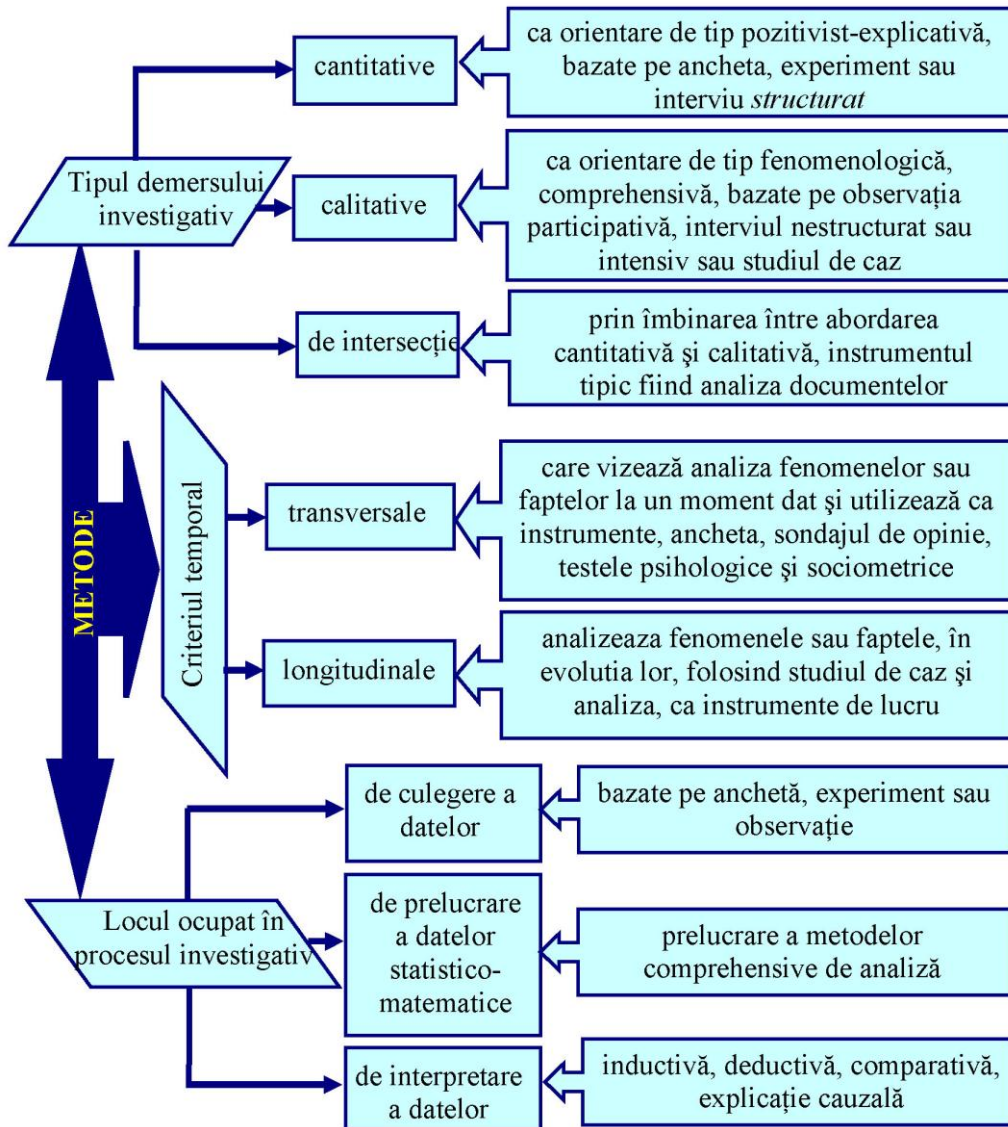 cantitative
ca orientare de tip pozitivist-explicativă,
bazate pe ancheta, experiment sau
interviu structurat
Tipul demersului
investigativ
calitative
ca orientare de tip fenomenologică,
comprehensivă, bazate pe observația
participativă, interviul nestructurat sau
intensiv sau studiul de caz
de intersecție
prin îmbinarea între abordarea
cantitativă şi calitativă, instrumentul
tipic fiind analiza documentelor
METODE
Criteriul temporal
transversale
care vizează analiza fenomenelor sau
faptelor la un moment dat şi utilizează ca
instrumente, ancheta, sondajul de opinie,
testele psihologice şi sociometrice
longitudinale
analizeaza fenomenele sau faptele, în
evolutia lor, folosind studiul de caz şi
analiza, ca instrumente de lucru
Locul ocupat în
procesul investigativ
de culegere a
datelor
bazate pe anchetă, experiment sau
observație
de prelucrare
a datelor
statistico-
matematice
prelucrare a metodelor
comprehensive de analiză
de interpretare
a datelor
inductivă, deductivă, comparativă,
explicație cauzală